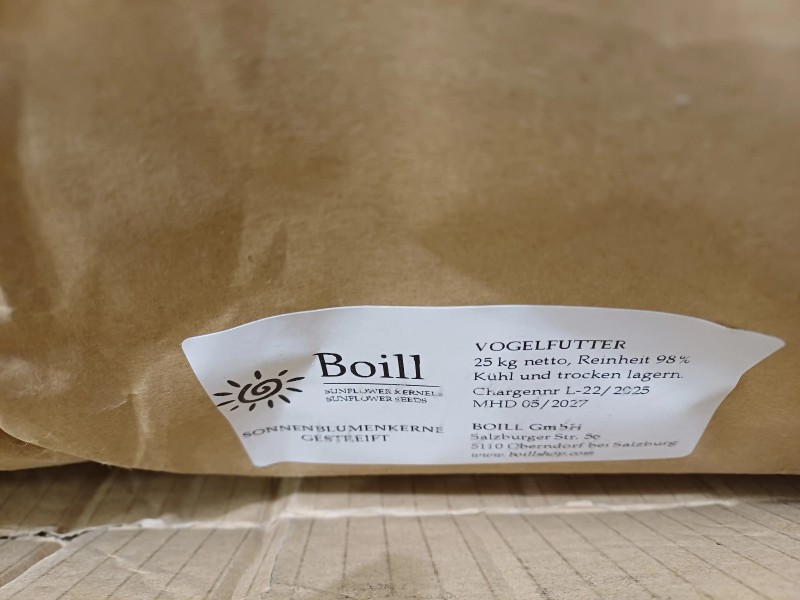 Boill
SUNFLOWER KERNELS
SUNFLOWER SEEDS
SONNENBLUMENKERNE
GESTREIFT
VOGELFUTTER
25 kg netto, Reinheit 98%
Kühl und trocken lagern.
Chargennr L-22/2025
MHD 05/2027
BOILL GmbH
Salzburger Str.
5110 Oberndorf bei Salzburg
www.boillshop.com